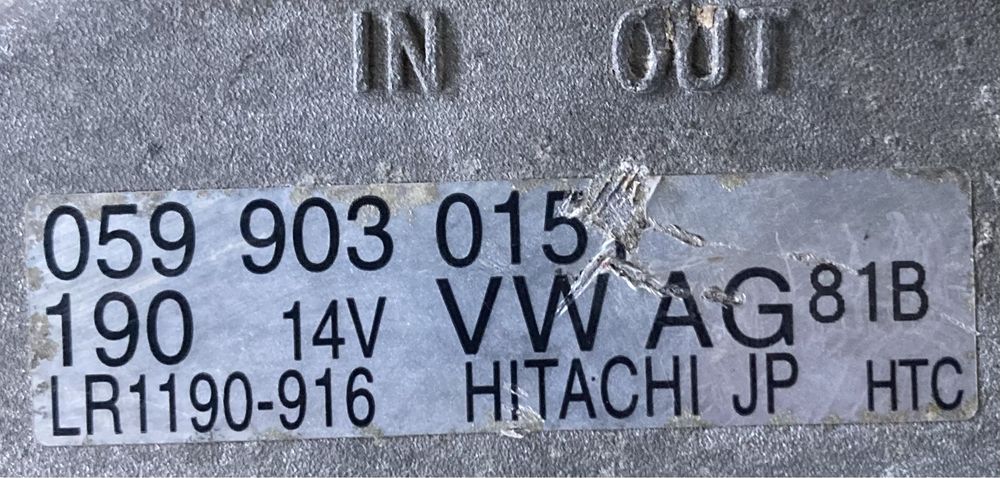 IN OUT
059 903 015
190 14V VW AG 81B
LR1190-916 HITACHI JP HTC